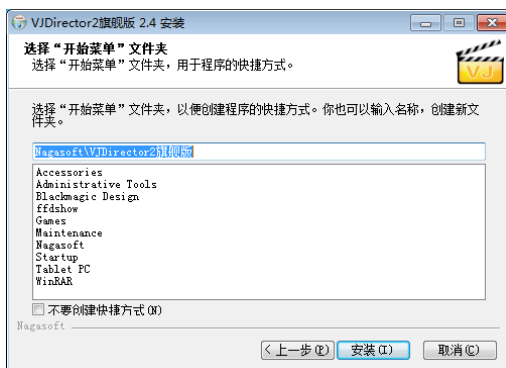 VJDirector2旗舰版 2.4 安装
选择“开始菜单”文件夹
选择“开始菜单”文件夹，用于程序的快捷方式。
VJ
选择“开始菜单”文件夹，以便创建程序的快捷方式。你也可以输入名称，创建新文
件夹。
Nagasoft\VJDirector2旗舰版
Accessories
Administrative Tools
Blackmagic Design
ffdshow
Games
Maintenance
Nagasoft
Startup
Tablet PC
WinRAR
不要创建快捷方式(N)
Nagasoft
< 上一步(P) 安装(I) 取消(C)